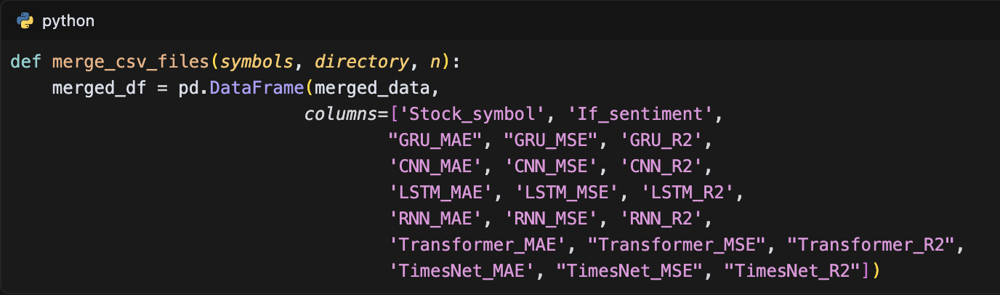 python
def merge_csv_files(symbols, directory, n):
    merged_df = pd.DataFrame(merged_data,
                            columns=['Stock_symbol', 'If_sentiment',
                                    "GRU_MAE", "GRU_MSE", 'GRU_R2',
                                    'CNN_MAE', 'CNN_MSE', 'CNN_R2',
                                    'LSTM_MAE', 'LSTM_MSE', 'LSTM_R2',
                                    'RNN_MAE', 'RNN_MSE', 'RNN_R2',
                                    'Transformer_MAE', "Transformer_MSE", "Transformer_R2",
                                    'TimesNet_MAE', "TimesNet_MSE", "TimesNet_R2"])